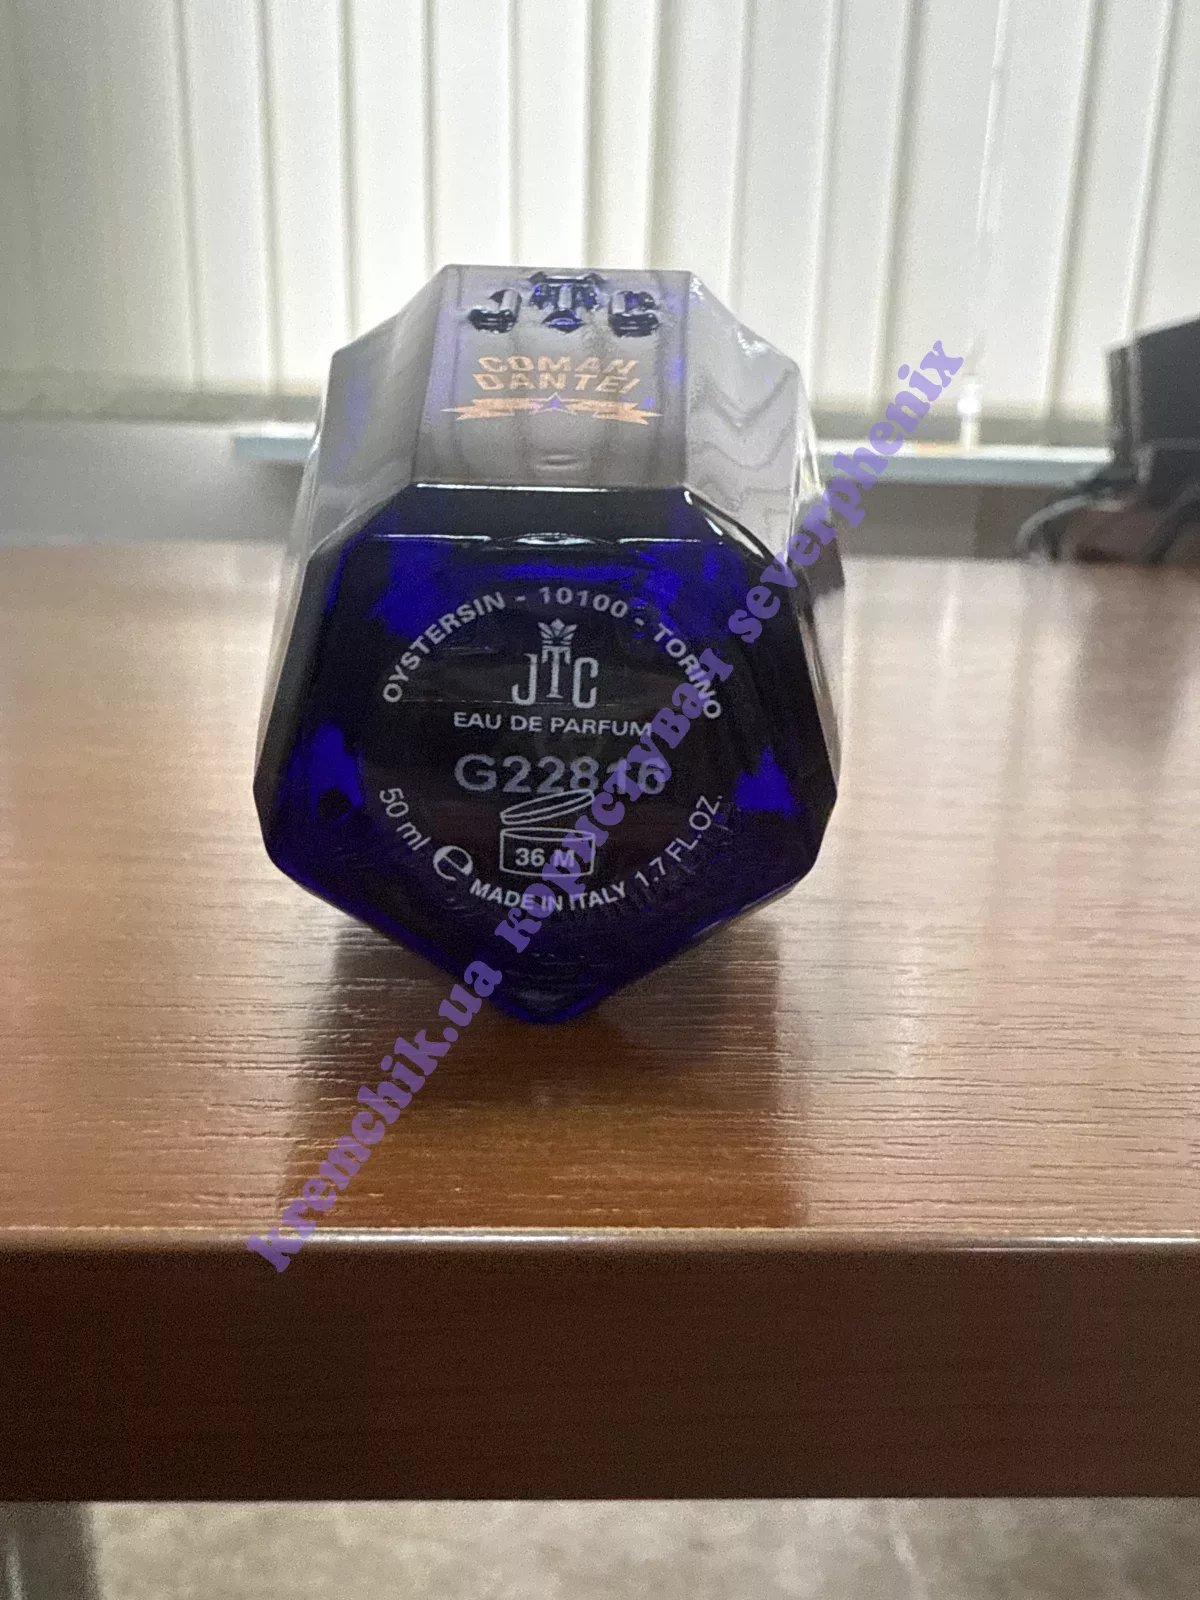 JTC
COMAN
DANTE!
OYSTERSIN - 10100 - TORINO
JTC
EAU DE PARFUM
G22816
36 M
50 ml e MADE IN ITALY 1.7 FL.OZ.
kremchik.ua користувач severphenix